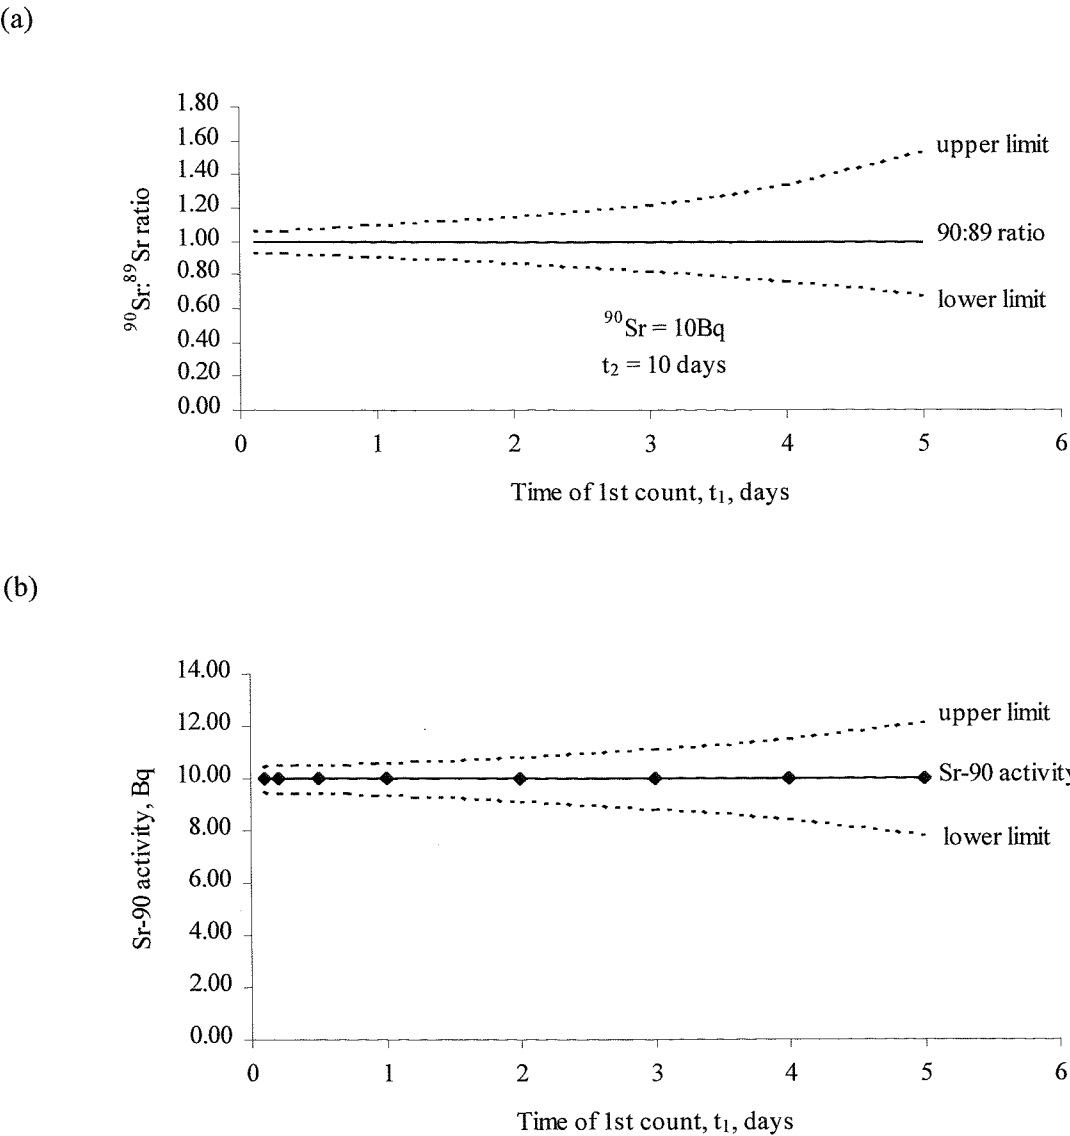 (a)
1.80
1.60
1.40
1.20
1.00
0.80
0.60
0.40
0.20
0.00
⁹⁰Sr:⁸⁹Sr ratio
upper limit
90:89 ratio
lower limit
⁹⁰Sr = 10Bq
t₂ = 10 days
0 1 2 3 4 5 6
Time of 1st count, t₁, days
(b)
14.00
12.00
10.00
8.00
6.00
4.00
2.00
0.00
Sr-90 activity, Bq
upper limit
Sr-90 activity
lower limit
0 1 2 3 4 5 6
Time of 1st count, t₁, days